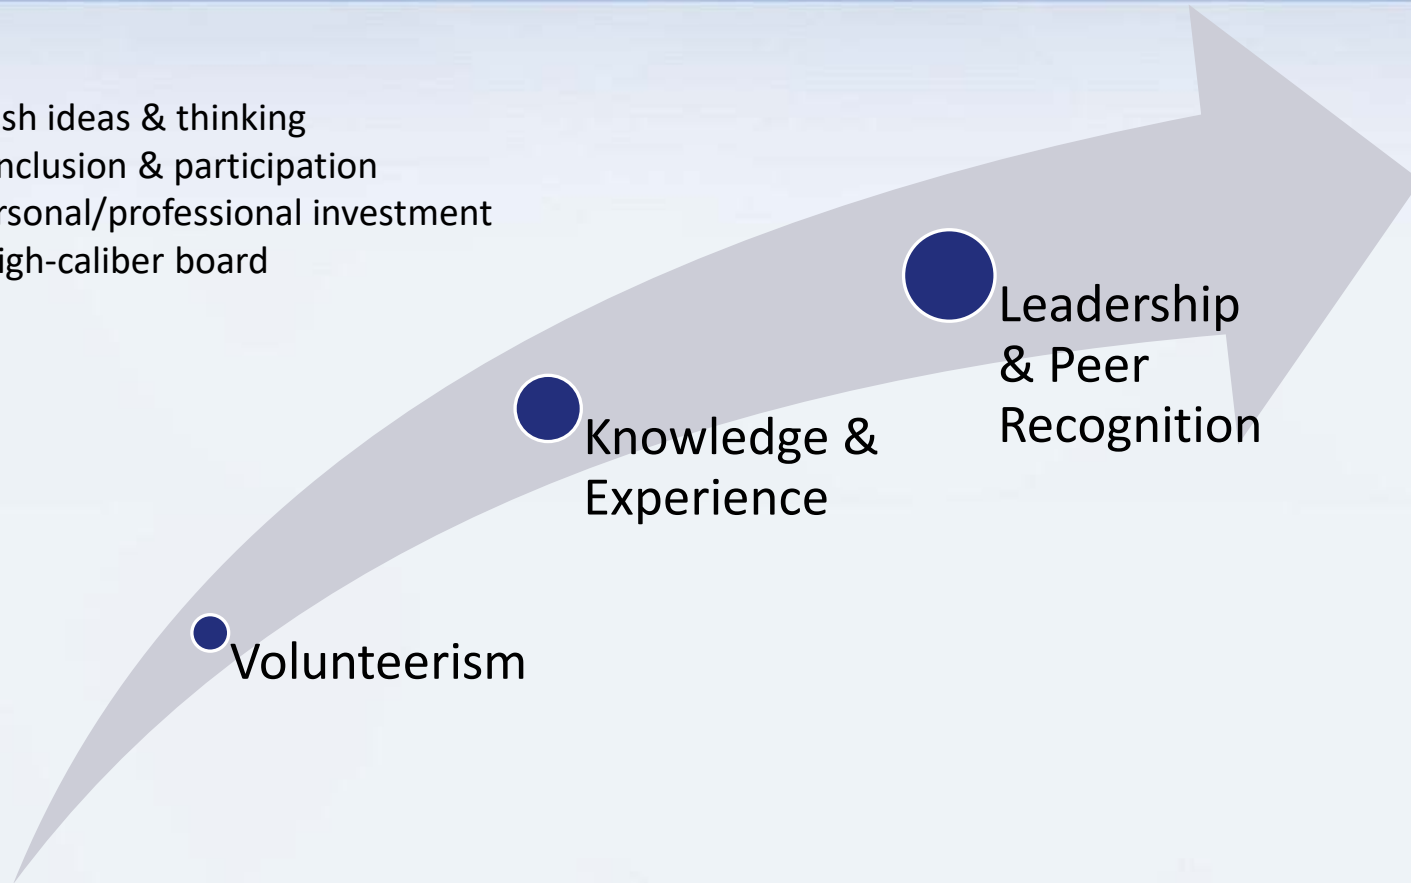 sh ideas & thinking
nclusion & participation
rsonal/professional investment
igh-caliber board
Leadership
& Peer
Recognition
Knowledge &
Experience
Volunteerism